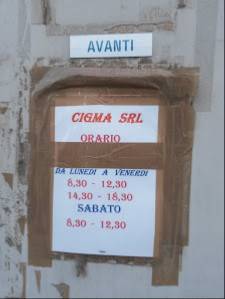 AVANTI
CIGMA SRL
ORARIO
DA LUNEDI A VENERDI
8,30 - 12,30
14,30 - 18,30
SABATO
8,30 - 12,30